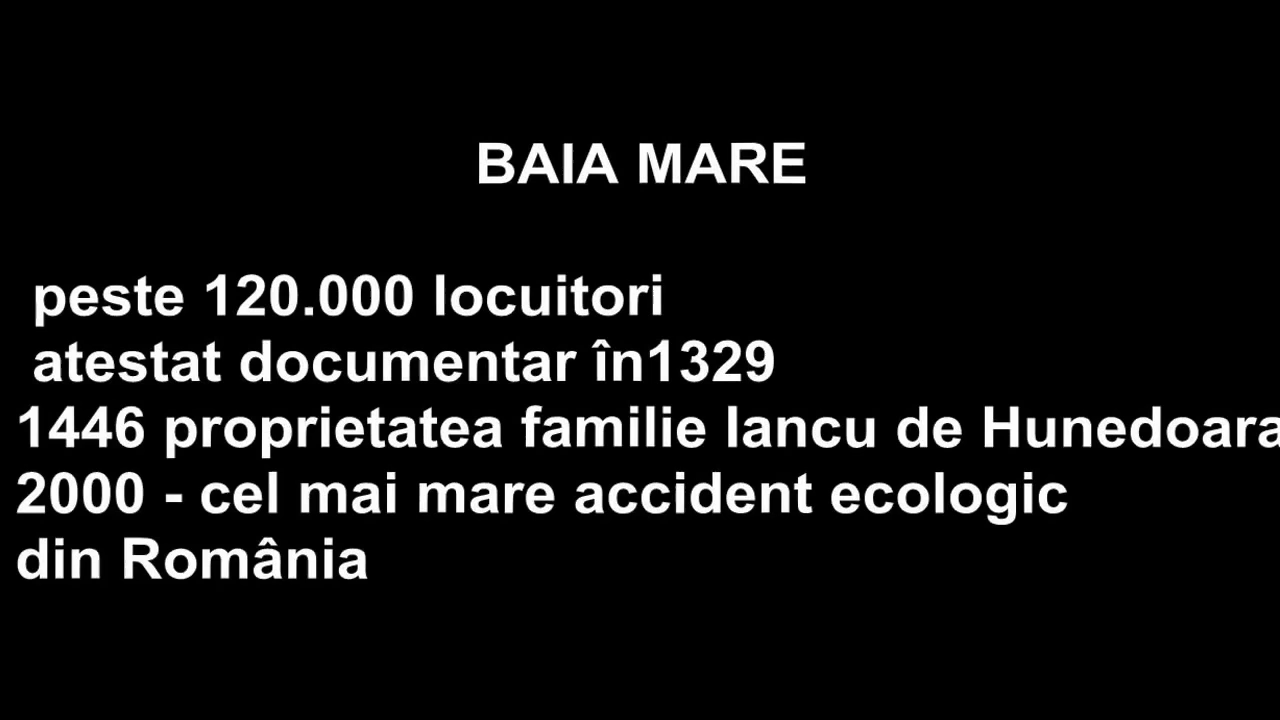 BAIA MARE
peste 120.000 locuitori
atestat documentar în1329
1446 proprietatea familie Iancu de Hunedoara
2000 - cel mai mare accident ecologic
din România